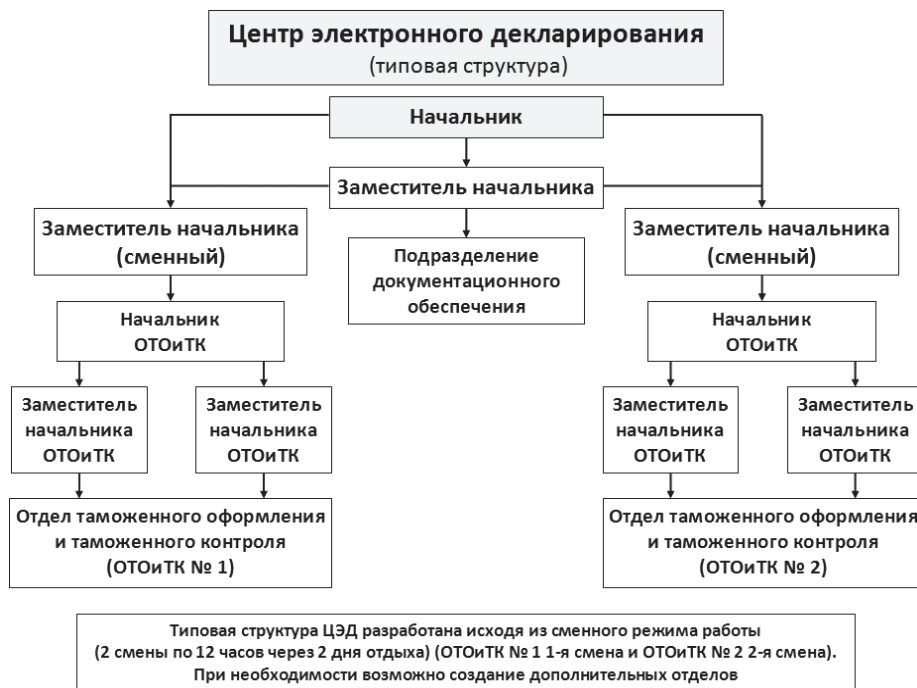 Центр электронного декларирования
(типовая структура)
Начальник
Заместитель начальника
Заместитель начальника
(сменный)
Подразделение
документационного
обеспечения
Заместитель начальника
(сменный)
Начальник
ОТОиТК
Начальник
ОТОиТК
Заместитель
начальника
ОТОиТК
Заместитель
начальника
ОТОиТК
Заместитель
начальника
ОТОиТК
Заместитель
начальника
ОТОиТК
Отдел таможенного оформления
и таможенного контроля
(ОТОиТК № 1)
Отдел таможенного оформления
и таможенного контроля
(ОТОиТК № 2)
Типовая структура ЦЭД разработана исходя из сменного режима работы
(2 смены по 12 часов через 2 дня отдыха) (ОТОиТК № 1 1-я смена и ОТОиТК № 2 2-я смена).
При необходимости возможно создание дополнительных отделов